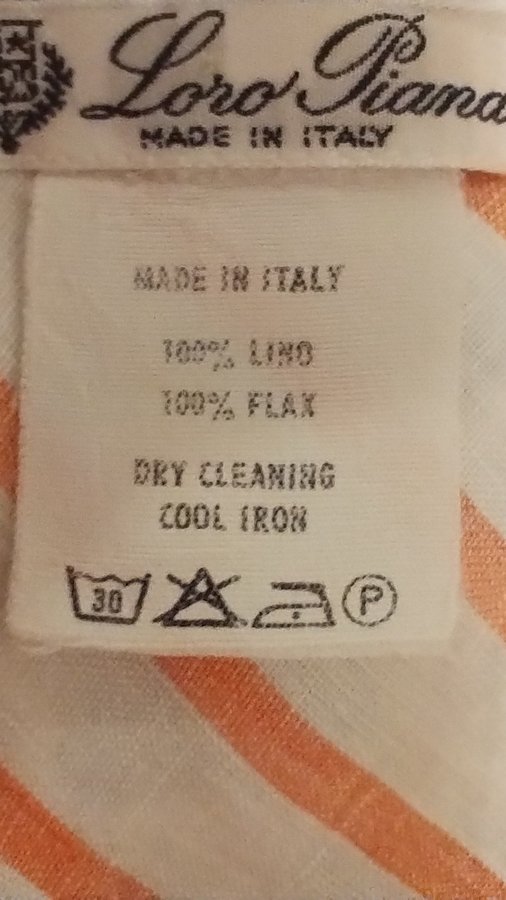 Loro Piana
MADE IN ITALY
MADE IN ITALY
100% LINO
100% FLAX
DRY CLEANING
COOL IRON
30 P